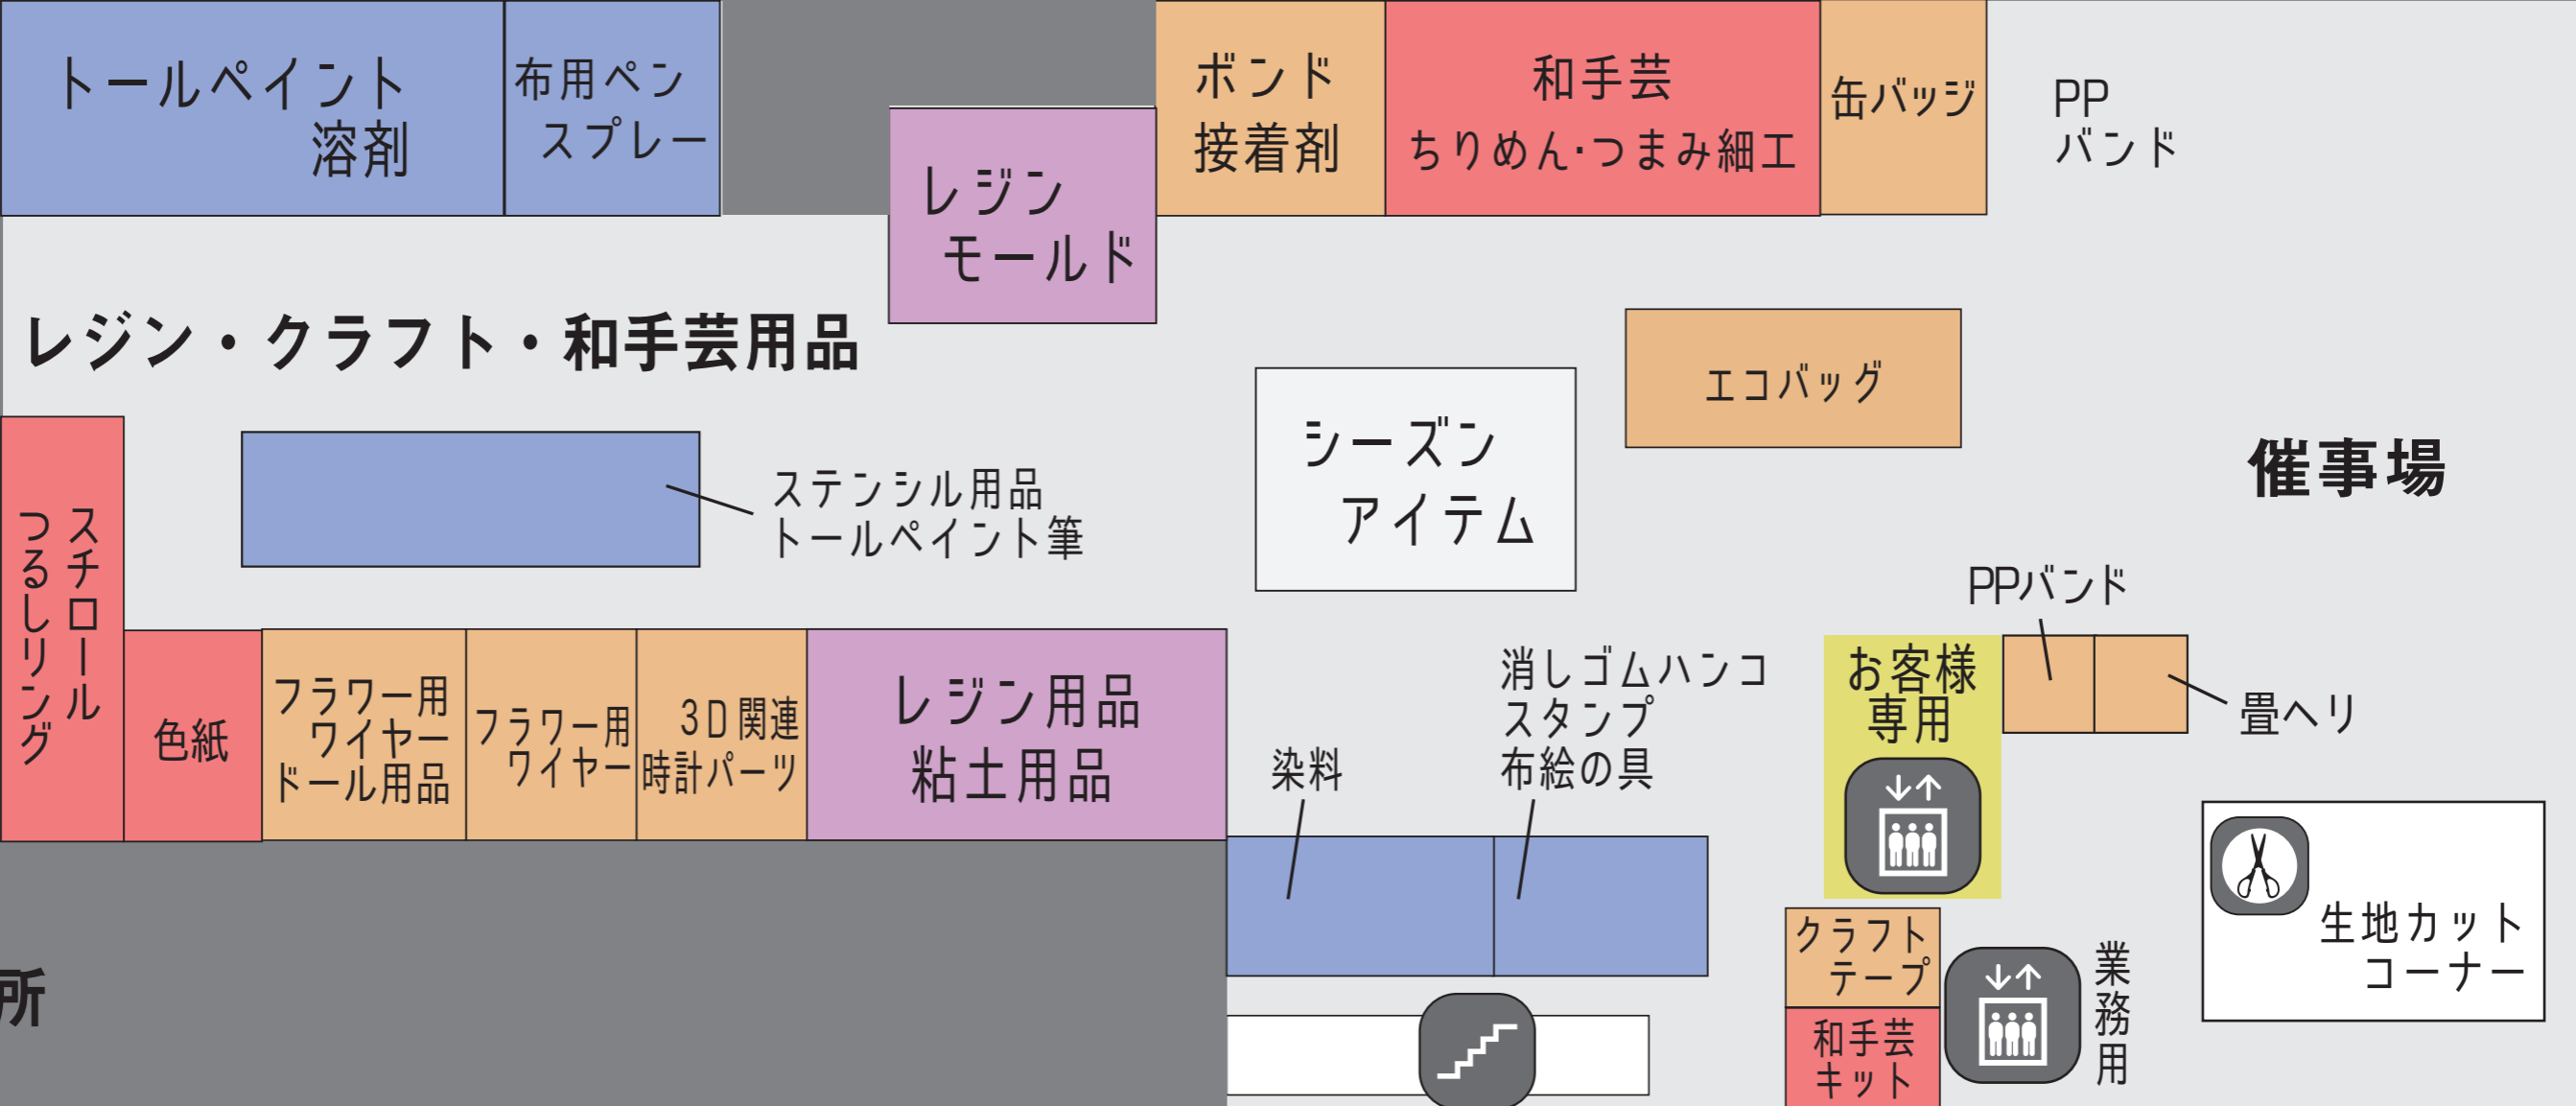 トールペイント
溶剤
布用ペン
スプレー
レジン
モールド
ボンド
接着剤
和手芸
ちりめん･つまみ細工
缶バッジ
PP
バンド
レジン・クラフト・和手芸用品
エコバッグ
シーズン
アイテム
催事場
ステンシル用品
トールペイント筆
スチロール
つるしリング
色紙
フラワー用
ワイヤー
ドール用品
フラワー用
ワイヤー
3D関連
時計パーツ
レジン用品
粘土用品
染料
消しゴムハンコ
スタンプ
布絵の具
お客様
専用
PPバンド
畳ヘリ
生地カット
コーナー
クラフト
テープ
和手芸
キット
業務用
所